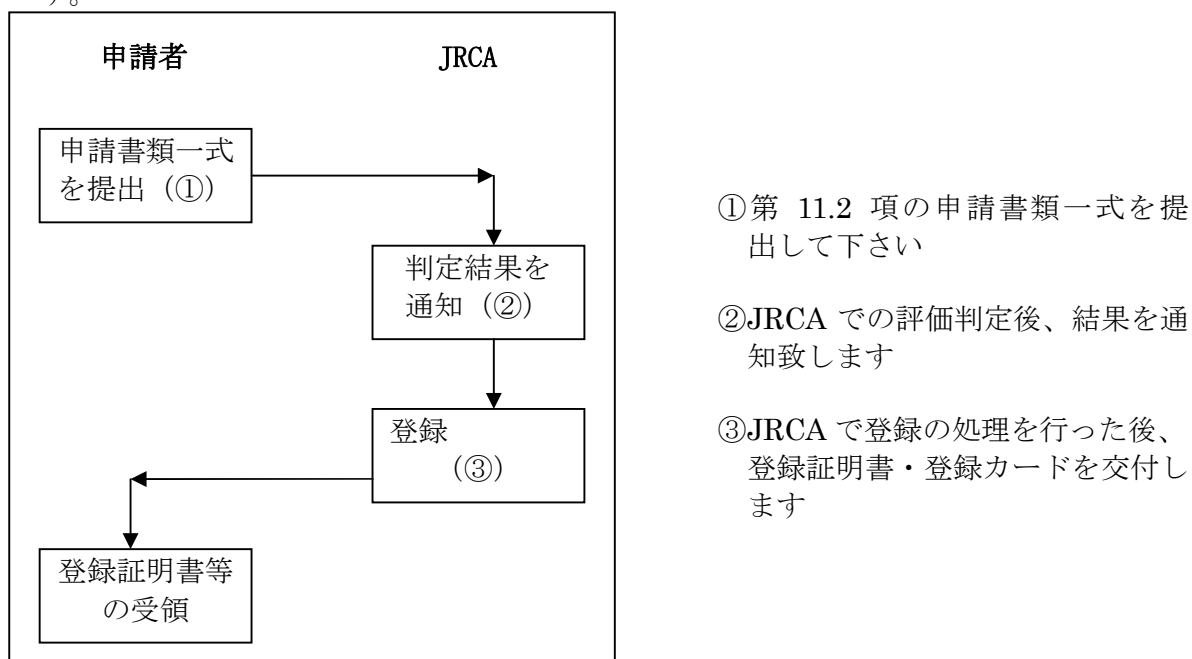 す。
申請者 JRCA
申請書類一式
を提出（①）
判定結果を
通知（②）
登録
（③）
登録証明書等
の受領
①第 11.2 項の申請書類一式を提
出して下さい
②JRCA での評価判定後、結果を通
知致します
③JRCA で登録の処理を行った後、
登録証明書・登録カードを交付し
ます